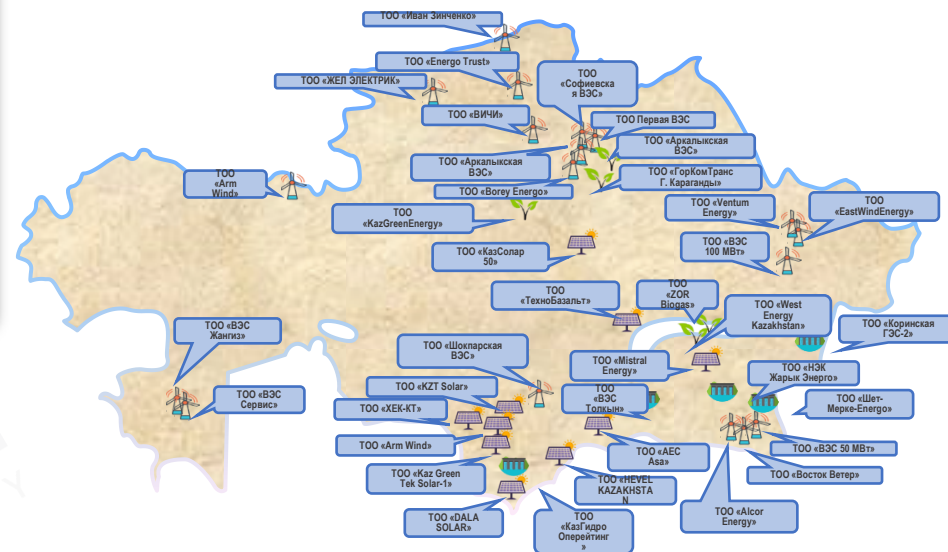 ТОО «Иван Зинченко»
ТОО «Energo Trust»
ТОО «ЖЕЛ ЭЛЕКТРИК»
ТОО
«Софиевска
я ВЭС»
ТОО «ВИЧИ»
ТОО Первая ВЭС
ТОО «Аркалыкская
ВЭС»
ТОО «Аркалыкская
ВЭС»
ТОО «ГорКомТранс
Г. Караганды»
ТОО
«Arm
Wind»
ТОО «Borey Energo»
ТОО
«KazGreenEnergy»
ТОО «Ventum
Energy»
ТОО
«EastWindEnergy»
ТОО «КазСолар
50»
ТОО «ВЭС
100 МВт»
ТОО
«ТехноБазальт»
ТОО
«ZOR
Biogas»
ТОО «West
Energy
Kazakhstan»
ТОО «Коринская
ГЭС-2»
ТОО «ВЭС
Жангиз»
ТОО «Шокпарская
ВЭС»
ТОО «Mistral
Energy»
ТОО «НЭК
Жарык Энерго»
ТОО «KZT Solar»
ТОО
«ВЭС
Толкын»
ТОО «ВЭС
Сервис»
ТОО «ХЕК-КТ»
ТОО «Шет-
Мерке-Energo»
ТОО «Arm Wind»
ТОО «AEC
Asa»
ТОО «ВЭС 50 МВт»
ТОО «Kaz Green
Tek Solar-1»
ТОО «HEVEL
KAZAKHSTA
N
ТОО «Восток Ветер»
ТОО «DALA
SOLAR»
ТОО
«КазГидро
Оперейтинг
»
ТОО «Alcor
Energy»